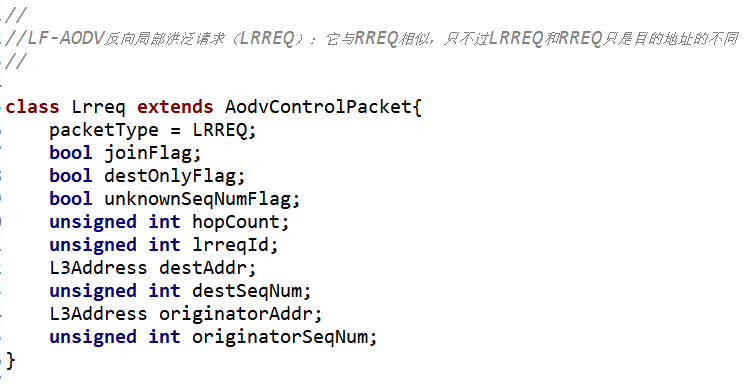 //
//LF-AODV反向局部洪泛请求（LRREQ）：它与RREQ相似，只不过LRREQ和RREQ只是目的地址的不同
//
class Lrreq extends AodvControlPacket{
packetType = LRREQ;
bool joinFlag;
bool destOnlyFlag;
bool unknownSeqNumFlag;
unsigned int hopCount;
unsigned int lrreqId;
L3Address destAddr;
unsigned int destSeqNum;
L3Address originatorAddr;
unsigned int originatorSeqNum;
}